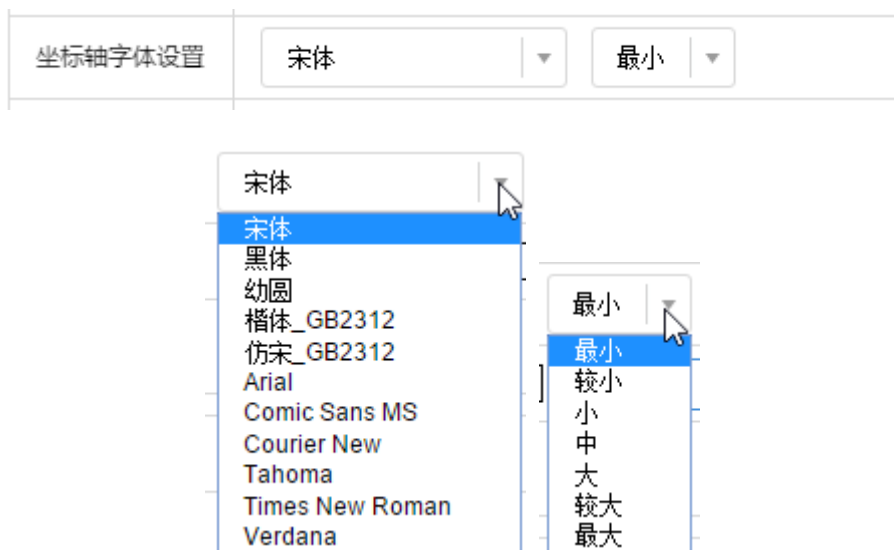 坐标轴字体设置 宋体 最小
宋体
宋体
黑体
幼圆
楷体_GB2312
仿宋_GB2312
Arial
Comic Sans MS
Courier New
Tahoma
Times New Roman
Verdana
最小
最小
较小
小
中
大
较大
最大